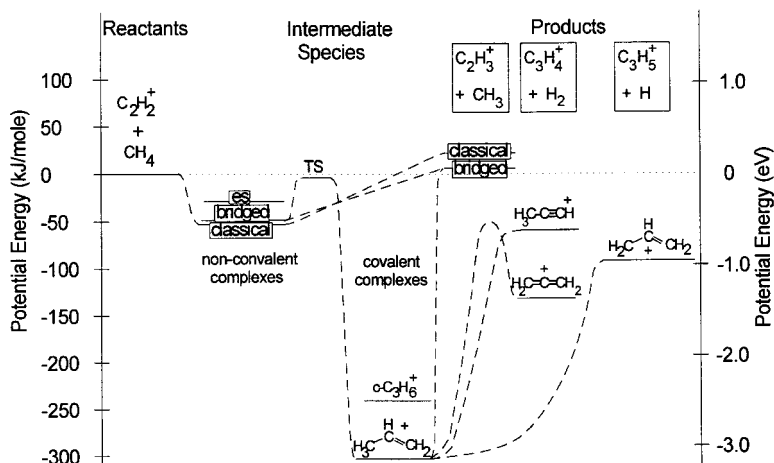 Reactants
Intermediate
Species
Products
C2H2+
+
CH4
C2H3+
+ CH3
C3H4+
+ H2
C3H5+
+ H
Potential Energy (kJ/mole)
100
50
0
-50
-100
-150
-200
-250
-300
es
bridged
classical
non-convalent
complexes
TS
covalent
complexes
c-C3H6+
H +
H3C C CH2
classical
bridged
H3C-C≡CH+
+
H2C=C=CH2
H
H2C C CH2
+
1.0
0
-1.0
-2.0
-3.0
Potential Energy (eV)